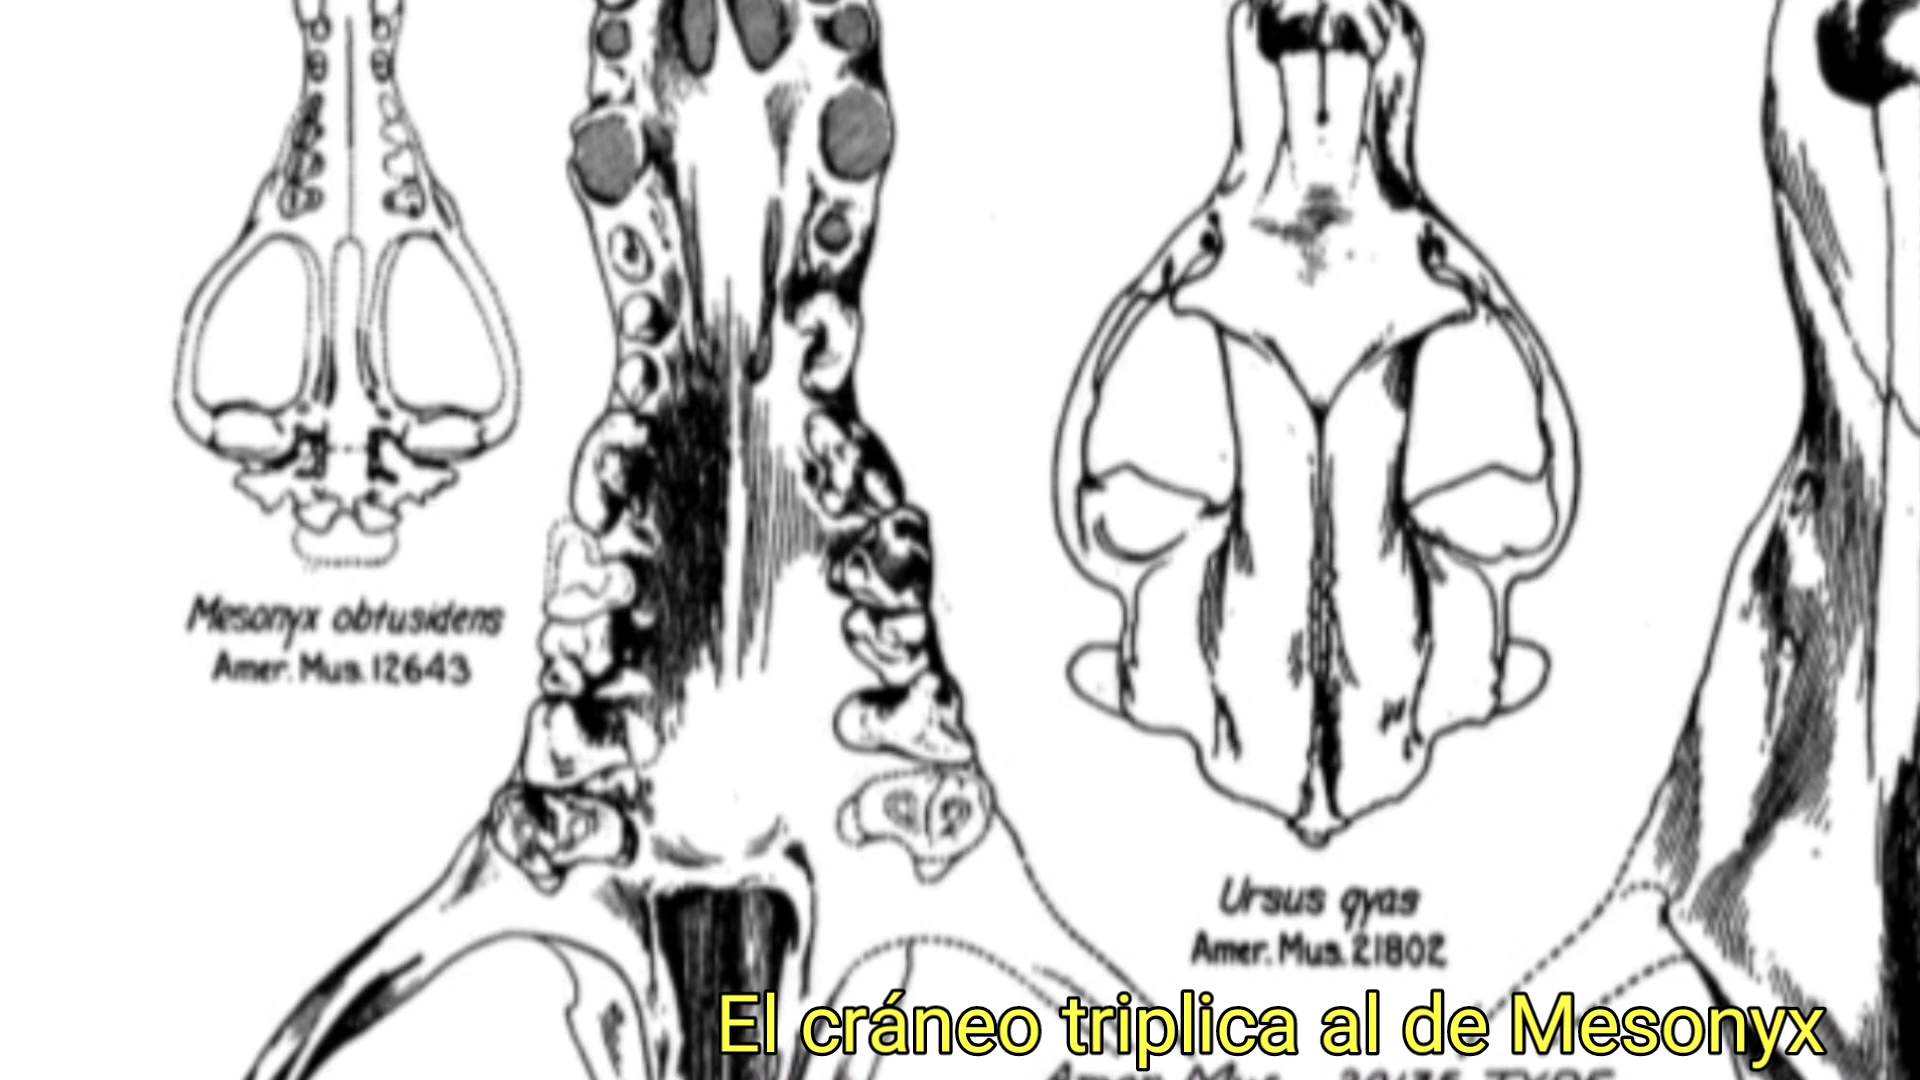 Mesonyx obtusidens
Amer. Mus. 12643
Ursus gyas
Amer. Mus. 21802
El cráneo triplica al de Mesonyx